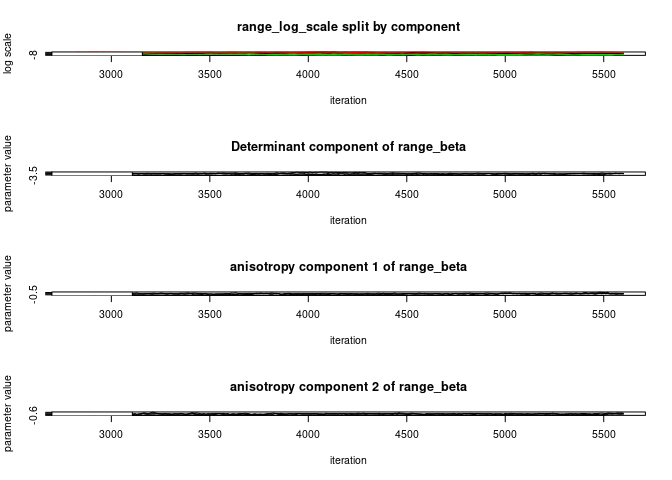 range_log_scale split by component
log scale
-8
3000 3500 4000 4500 5000 5500
iteration
Determinant component of range_beta
parameter value
-3.5
3000 3500 4000 4500 5000 5500
iteration
anisotropy component 1 of range_beta
parameter value
-0.5
3000 3500 4000 4500 5000 5500
iteration
anisotropy component 2 of range_beta
parameter value
-0.6
3000 3500 4000 4500 5000 5500
iteration